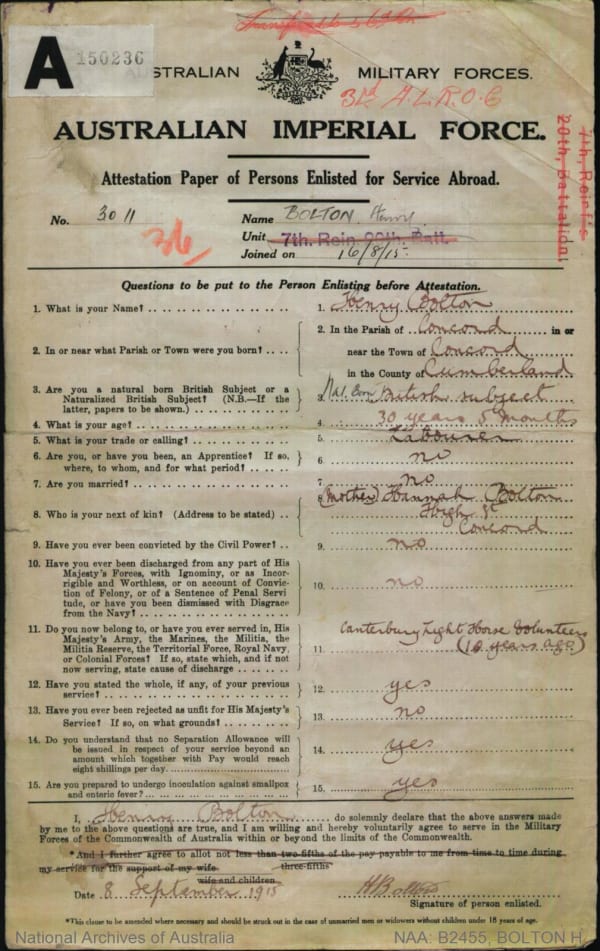 A 150236
AUSTRALIAN MILITARY FORCES.
3rd A.L.R.O.C
AUSTRALIAN IMPERIAL FORCE.
7th, Reinf's
20th, Battalion
Attestation Paper of Persons Enlisted for Service Abroad.
No. 3011 Name BOLTON Henry
36 Unit 7th. Rein 20th. Batt.
Joined on 16/8/15
Questions to be put to the Person Enlisting before Attestation.
1. What is your Name? 1. Henry Bolton
2. In or near what Parish or Town were you born? 2. In the Parish of Concord in or
near the Town of Concord
in the County of Cumberland
3. Are you a natural born British Subject or a
Naturalized British Subject? (N.B.—If the
latter, papers to be shown.) 3. Nat. Born British subject
4. What is your age? 4. 30 years 5 months
5. What is your trade or calling? 5. Labourer
6. Are you, or have you been, an Apprentice? If so,
where, to whom, and for what period? 6. no
7. Are you married? 7. no
8. Who is your next of kin? (Address to be stated) 8. (Mother) Hannah Bolton
High St
Concord
9. Have you ever been convicted by the Civil Power? 9. no
10. Have you ever been discharged from any part of His
Majesty's Forces, with Ignominy, or as Incor-
rigible and Worthless, or on account of Convic-
tion of Felony, or of a Sentence of Penal Servi
tude, or have you been dismissed with Disgrace
from the Navy? 10. no
11. Do you now belong to, or have you ever served in, His
Majesty's Army, the Marines, the Militia, the
Militia Reserve, the Territorial Force, Royal Navy,
or Colonial Forces? If so, state which, and if not
now serving, state cause of discharge 11. Canterbury Light Horse Volunteers
(10 years ago)
12. Have you stated the whole, if any, of your previous
service? 12. yes
13. Have you ever been rejected as unfit for His Majesty's
Service? If so, on what grounds? 13. no
14. Do you understand that no Separation Allowance will
be issued in respect of your service beyond an
amount which together with Pay would reach
eight shillings per day. 14. yes
15. Are you prepared to undergo inoculation against smallpox
and enteric fever? 15. yes
I, Henry Bolton do solemnly declare that the above answers made
by me to the above questions are true, and I am willing and hereby voluntarily agree to serve in the Military
Forces of the Commonwealth of Australia within or beyond the limits of the Commonwealth.
*And I further agree to allot not less than two-fifths of the pay payable to me from time to time during
three-fifths
my service for the support of my wife
wife and children.
Date 8 September 1915 H Bolton
Signature of person enlisted.
*This clause to be amended where necessary and should be struck out in the case of unmarried men or widowers without children under 18 years of age.
National Archives of Australia NAA: B2455, BOLTON H